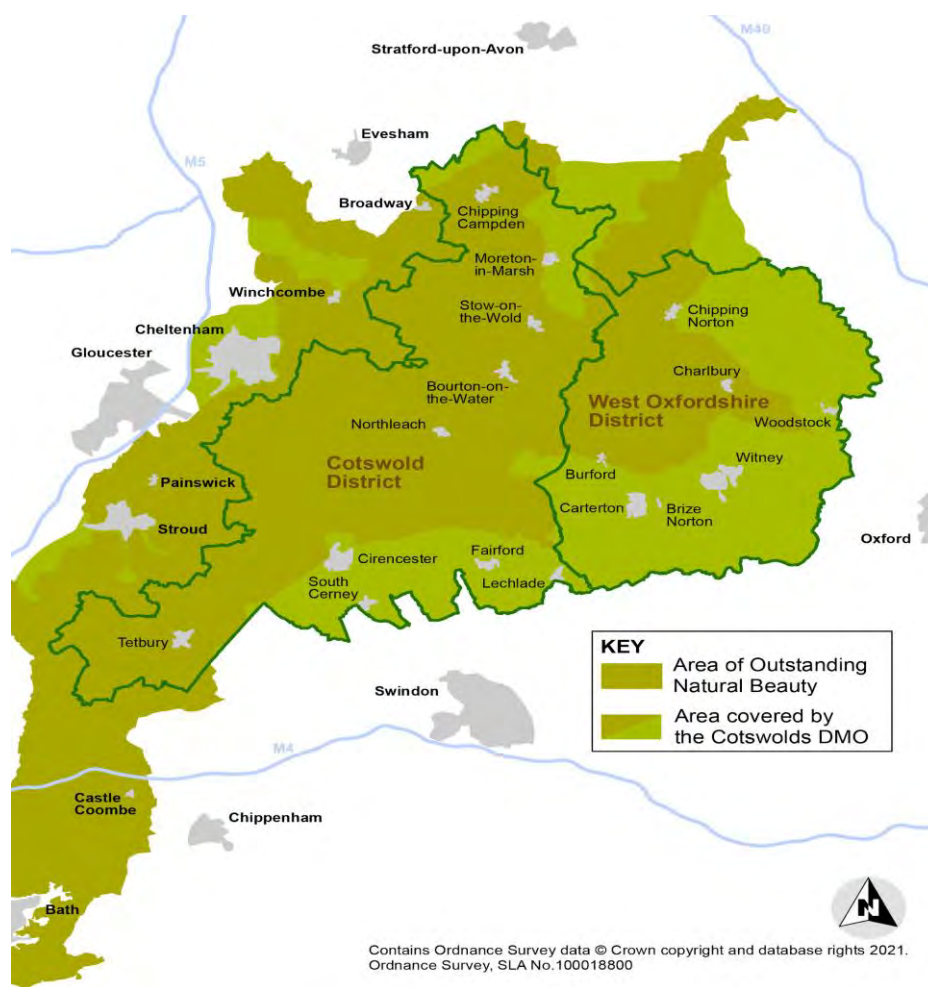 M40
Stratford-upon-Avon
Evesham
M5
Broadway
Chipping
Campden
Moreton-
in-Marsh
Winchcombe
Stow-on
the-Wold
Chipping
Norton
Cheltenham
Gloucester
Charlbury
Bourton-on-
the-Water
West Oxfordshire
District
Woodstock
Northleach
Cotswold
District
Witney
Burford
Painswick
Carterton
Brize
Norton
Stroud
Oxford
Cirencester
Fairford
South
Cerney
Lechlade
Tetbury
KEY
Area of Outstanding
Natural Beauty
Area covered by
the Cotswolds DMO
Swindon
M4
Castle
Coombe
Chippenham
Bath
N
Contains Ordnance Survey data © Crown copyright and database rights 2021.
Ordnance Survey, SLA No.100018800